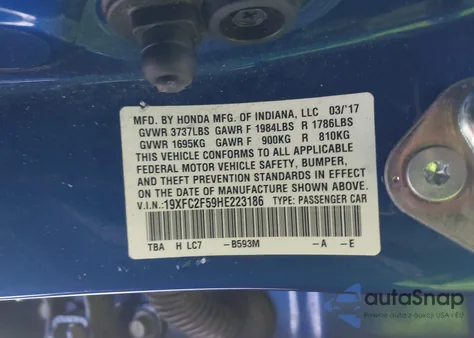 MFD. BY HONDA MFG. OF INDIANA, LLC 03/'17
GVWR 3737LBS GAWR F 1984LBS R 1786LBS
GVWR 1695KG GAWR F 900KG R 810KG
THIS VEHICLE CONFORMS TO ALL APPLICABLE
FEDERAL MOTOR VEHICLE SAFETY, BUMPER,
AND THEFT PREVENTION STANDARDS IN EFFECT
ON THE DATE OF MANUFACTURE SHOWN ABOVE.
V.I.N.: 19XFC2F59HE223186 TYPE: PASSENGER CAR
TBA H LC7 -B593M -A -E
autoSnap